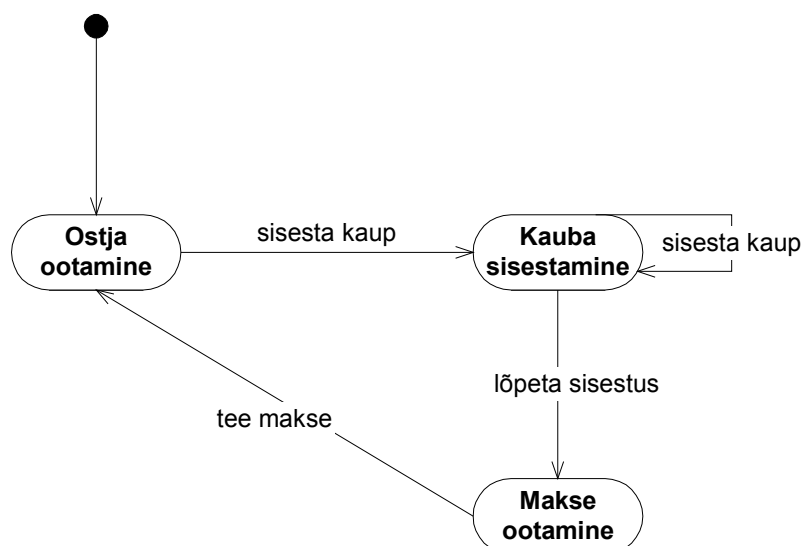 Ostja
ootamine
sisesta kaup
Kauba
sisestamine
sisesta kaup
lõpeta sisestus
tee makse
Makse
ootamine